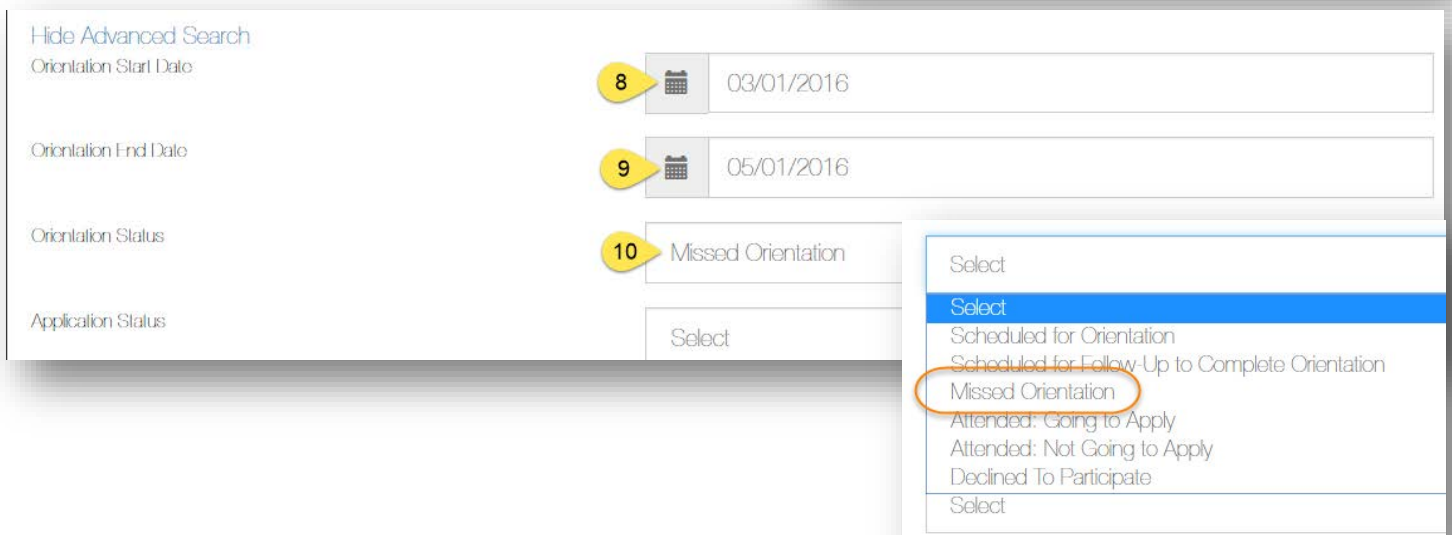 Hide Advanced Search
Orientation Start Date
8
03/01/2016
Orientation End Date
9
05/01/2016
Orientation Status
10
Missed Orientation
Application Status
Select
Select
Select
Scheduled for Orientation
Scheduled for Follow-Up to Complete Orientation
Missed Orientation
Attended: Going to Apply
Attended: Not Going to Apply
Declined To Participate
Select